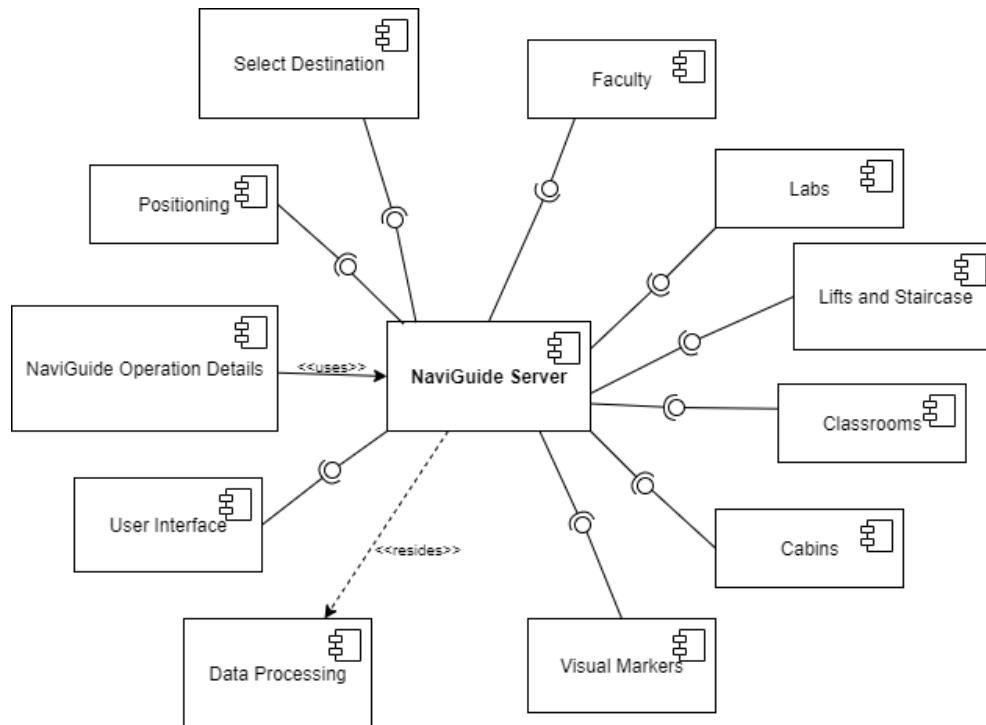 Select Destination
Faculty
Positioning
Labs
Lifts and Staircase
NaviGuide Operation Details
<<uses>>
NaviGuide Server
Classrooms
User Interface
<<resides>>
Cabins
Data Processing
Visual Markers